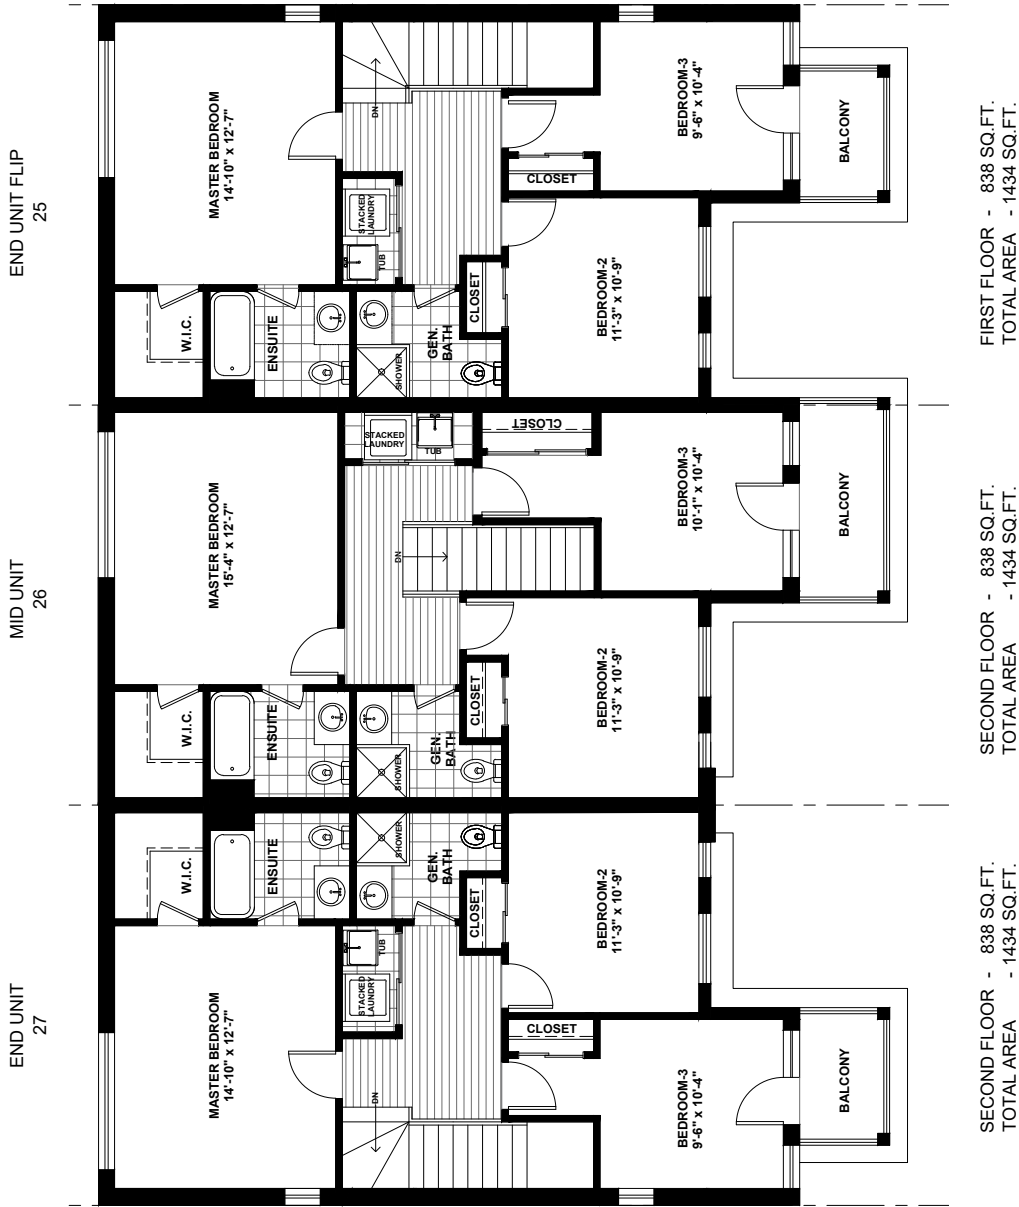 END UNIT FLIP
25
MASTER BEDROOM
14'-10" x 12'-7"
W.I.C.
ENSUITE
STACKED
LAUNDRY
TUB
DN
SHOWER
GEN.
BATH
CLOSET
CLOSET
BEDROOM-2
11'-3" x 10'-9"
BEDROOM-3
9'-6" x 10'-4"
BALCONY
FIRST FLOOR - 838 SQ.FT.
TOTAL AREA - 1434 SQ.FT.
MID UNIT
26
MASTER BEDROOM
15'-4" x 12'-7"
W.I.C.
ENSUITE
STACKED
LAUNDRY
TUB
DN
SHOWER
GEN.
BATH
CLOSET
CLOSET
BEDROOM-2
11'-3" x 10'-9"
BEDROOM-3
10'-1" x 10'-4"
BALCONY
SECOND FLOOR - 838 SQ.FT.
TOTAL AREA - 1434 SQ.FT.
END UNIT
27
MASTER BEDROOM
14'-10" x 12'-7"
W.I.C.
ENSUITE
STACKED
LAUNDRY
TUB
DN
SHOWER
GEN.
BATH
CLOSET
CLOSET
BEDROOM-2
11'-3" x 10'-9"
BEDROOM-3
9'-6" x 10'-4"
BALCONY
SECOND FLOOR - 838 SQ.FT.
TOTAL AREA - 1434 SQ.FT.